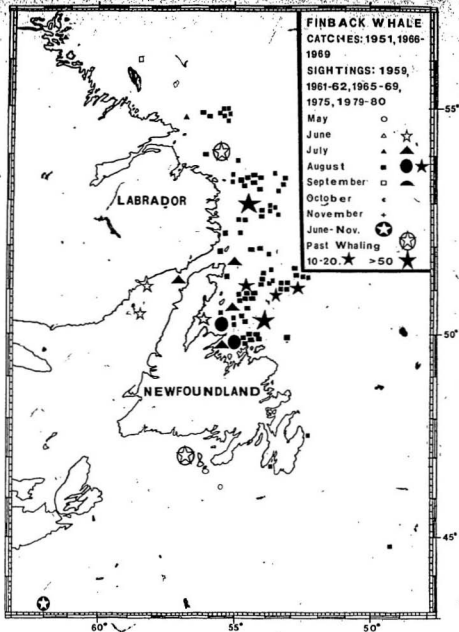 FINBACK WHALE
CATCHES: 1951, 1966-
1969
SIGHTINGS: 1959,
1961-62, 1965-69,
1975, 1979-80
May
June
July
August
September
October
November
June- Nov.
Past Whaling
10-20. >50
55°
LABRADOR
50°
NEWFOUNDLAND
45°
60° 55° 50°